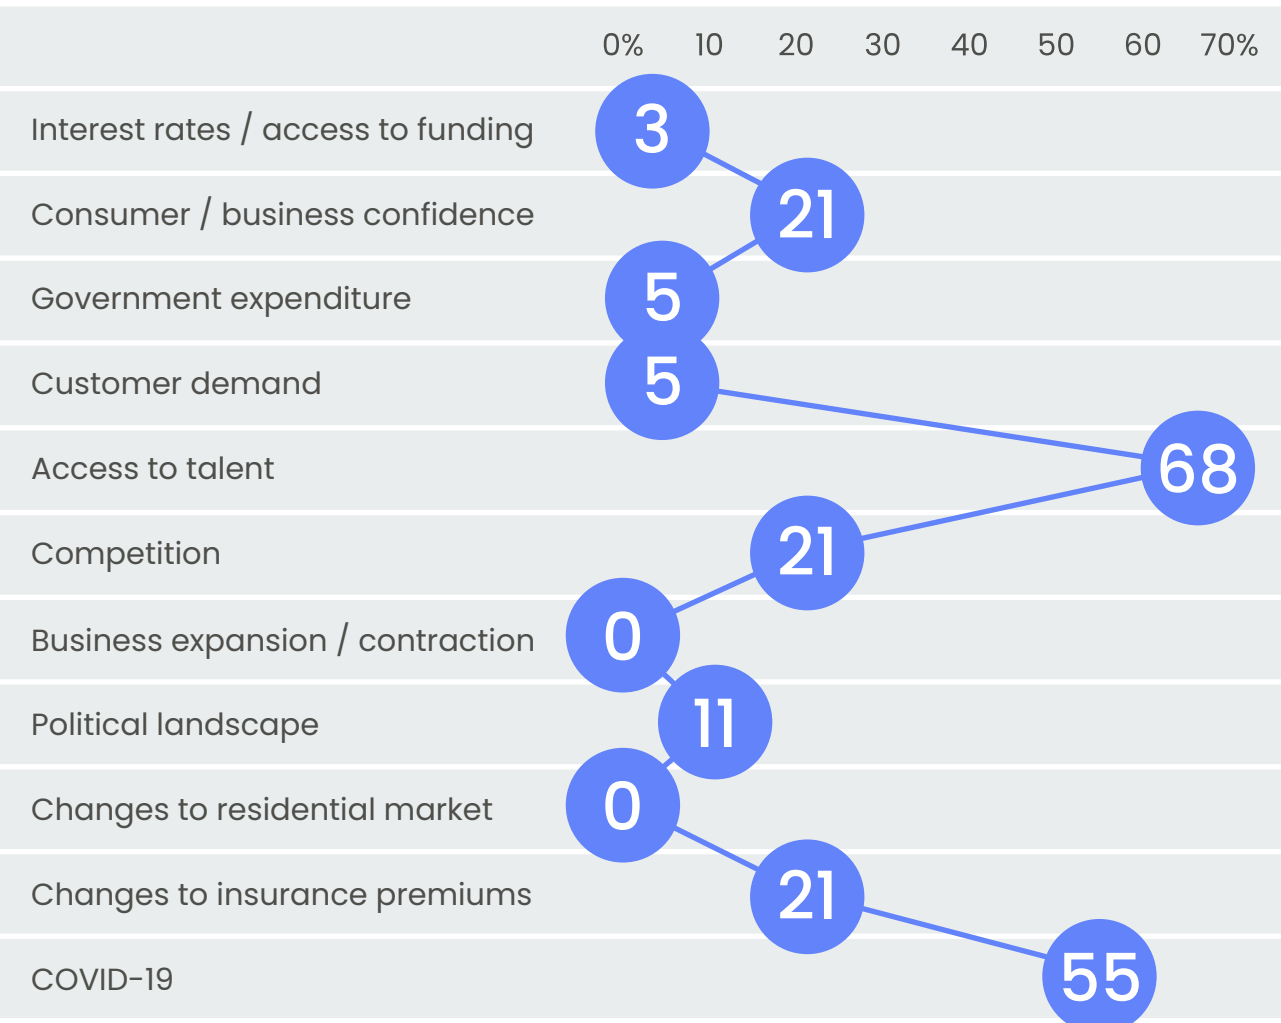 0% 10 20 30 40 50 60 70%
Interest rates / access to funding 3
Consumer / business confidence 21
Government expenditure 5
Customer demand 5
Access to talent 68
Competition 21
Business expansion / contraction 0
Political landscape 11
Changes to residential market 0
Changes to insurance premiums 21
COVID-19 55